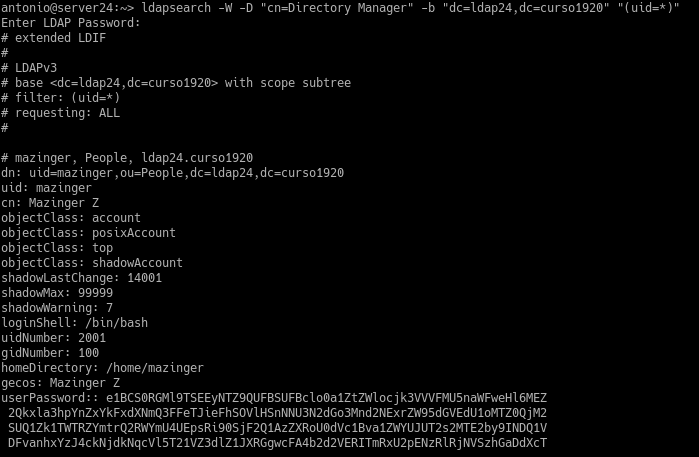 antonio@server24:~> ldapsearch -W -D "cn=Directory Manager" -b "dc=ldap24,dc=curso1920" "(uid=*)"
Enter LDAP Password:
# extended LDIF
#
# LDAPv3
# base <dc=ldap24,dc=curso1920> with scope subtree
# filter: (uid=*)
# requesting: ALL
#
# mazinger, People, ldap24.curso1920
dn: uid=mazinger,ou=People,dc=ldap24,dc=curso1920
uid: mazinger
cn: Mazinger Z
objectClass: account
objectClass: posixAccount
objectClass: top
objectClass: shadowAccount
shadowLastChange: 14001
shadowMax: 99999
shadowWarning: 7
loginShell: /bin/bash
uidNumber: 2001
gidNumber: 100
homeDirectory: /home/mazinger
gecos: Mazinger Z
userPassword:: e1BCS0RGMl9TSEEyNTZ9QUFBSUFBclo0a1ZtZWlocjk3VVVFMU5naWFweHl6MEZ
2Qkxla3hpYnZxYkFxdXNmQ3FFeTJieFhSOVlHSnNNU3N2dGo3Mnd2NExrZW95dGVEdU1oMTZ0QjM2
SUQ1Zk1TWTRZYmtrQ2RWYmU4UEpsRi90SjF2Q1AzZXRoU0dVc1Bva1ZWYUJUT2s2MTE2by9INDQ1V
DFvanhxYzJ4ckNjdkNqcVl5T21VZ3dlZ1JXRGgwcFA4b2d2VERITmRxU2pENzRlRjNVSzhGaDdXcT